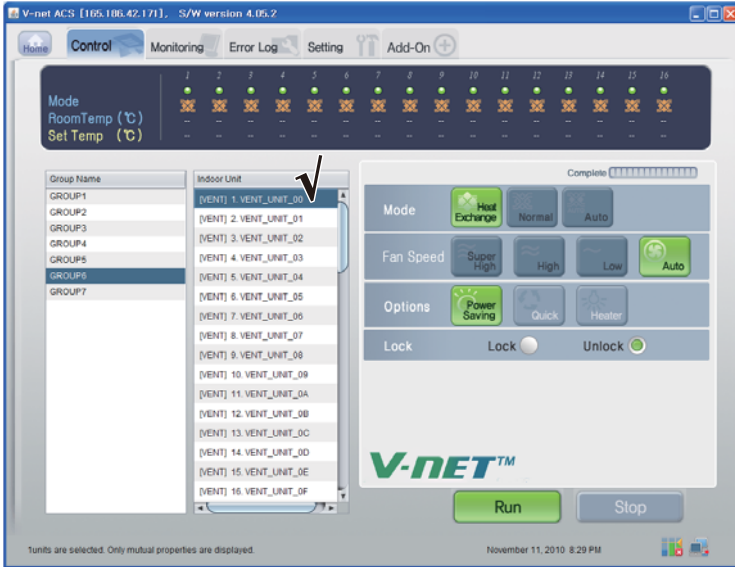 V-net ACS [165.186.42.171], S/W version 4.05.2
Home Control Monitoring Error Log Setting Add-On
1 2 3 4 5 6 7 8 9 10 11 12 13 14 15 16
Mode
RoomTemp (℃) -- -- -- -- -- -- -- -- -- -- -- -- -- -- -- --
Set Temp (℃) -- -- -- -- -- -- -- -- -- -- -- -- -- -- -- --
Group Name
GROUP1
GROUP2
GROUP3
GROUP4
GROUP5
GROUP6
GROUP7
Indoor Unit
[VENT] 1. VENT_UNIT_00
[VENT] 2. VENT_UNIT_01
[VENT] 3. VENT_UNIT_02
[VENT] 4. VENT_UNIT_03
[VENT] 5. VENT_UNIT_04
[VENT] 6. VENT_UNIT_05
[VENT] 7. VENT_UNIT_06
[VENT] 8. VENT_UNIT_07
[VENT] 9. VENT_UNIT_08
[VENT] 10. VENT_UNIT_09
[VENT] 11. VENT_UNIT_0A
[VENT] 12. VENT_UNIT_0B
[VENT] 13. VENT_UNIT_0C
[VENT] 14. VENT_UNIT_0D
[VENT] 15. VENT_UNIT_0E
[VENT] 16. VENT_UNIT_0F
Complete
Mode Heat Exchange Normal Auto
Fan Speed Super High High Low Auto
Options Power Saving Quick Heater
Lock Lock Unlock
V-NET™
Run Stop
1units are selected. Only mutual properties are displayed.
November 11, 2010 8:29 PM